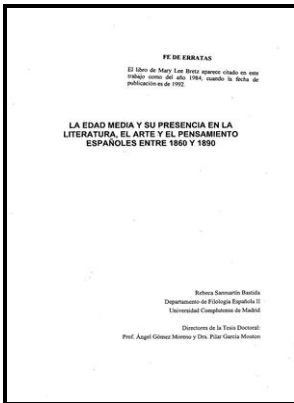 FE DE ERRATAS
El libro de Mary Lee Bretz aparece citado en este
trabajo como del año 1984, cuando la fecha de
publicación es de 1992.
LA EDAD MEDIA Y SU PRESENCIA EN LA
LITERATURA, EL ARTE Y EL PENSAMIENTO
ESPAÑOLES ENTRE 1860 Y 1890
Rebeca Sanmartín Bastida
Departamento de Filología Española II
Universidad Complutense de Madrid
Directores de la Tesis Doctoral:
Prof. Ángel Gómez Moreno y Dra. Pilar García Mouton